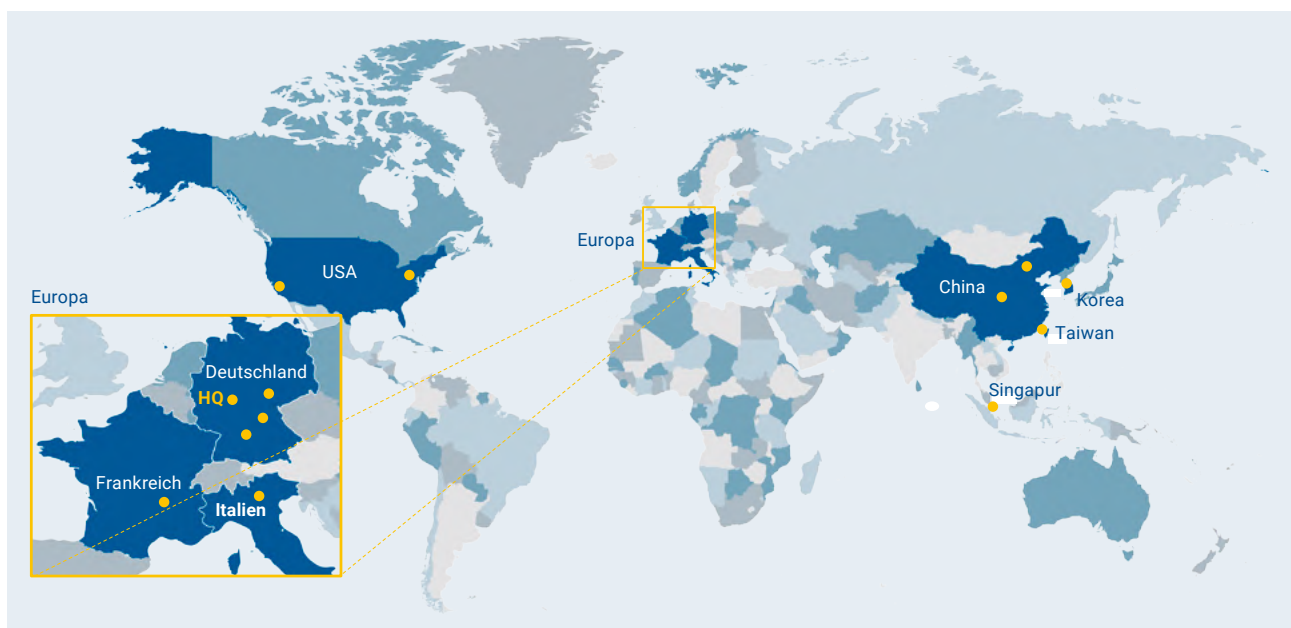 Europa
USA
China
Korea
Europa
Taiwan
Deutschland
HQ
Singapur
Frankreich
Italien